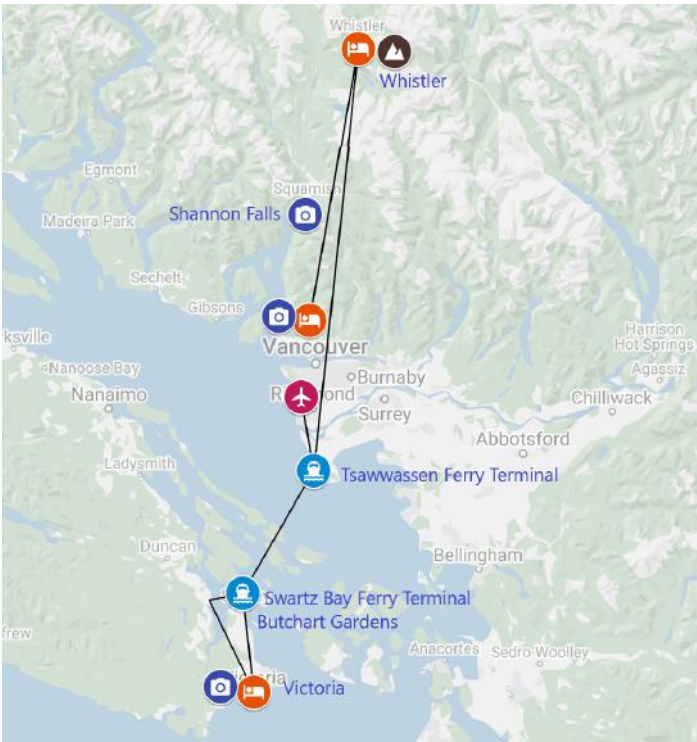 Whistler
Whistler
Egmont
Squamish
Shannon Falls
Madeira Park
Sechelt
Gibsons
Harrison
Hot Springs
Vancouver
rksville
Nanoose Bay
Agassiz
Burnaby
Nanaimo
Chilliwack
Surrey
Abbotsford
Ladysmith
Tsawwassen Ferry Terminal
Duncan
Bellingham
Swartz Bay Ferry Terminal
Butchart Gardens
frew
Anacortes
Sedro-Woolley
Victoria